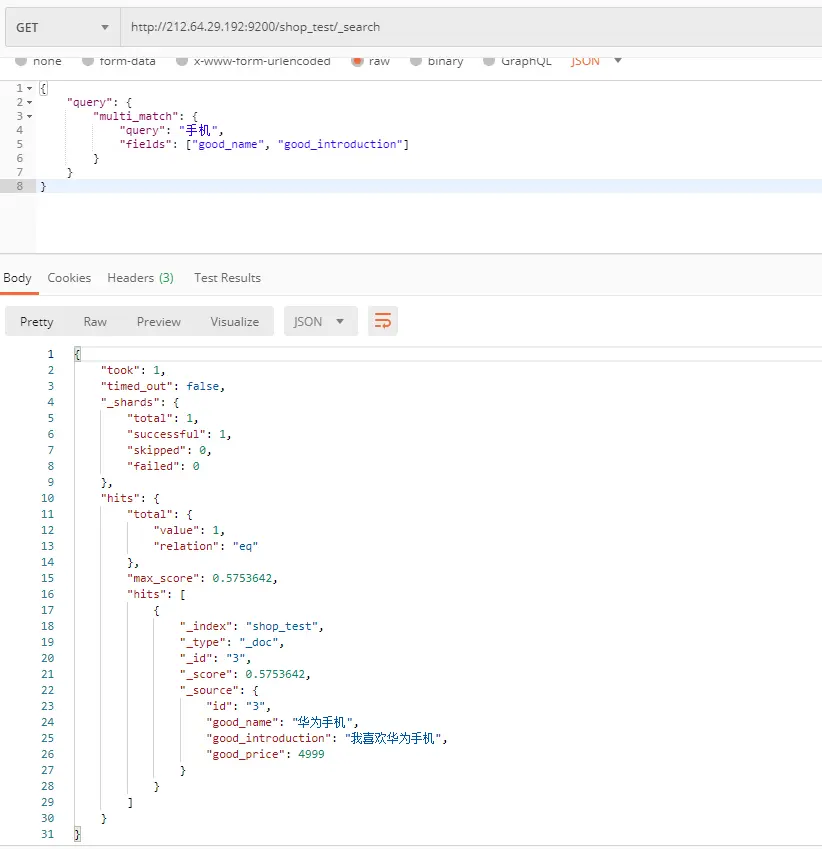 GET http://212.64.29.192:9200/shop_test/_search
none form-data x-www-form-urlencoded raw binary GraphQL JSON
1 {
2 "query": {
3 "multi_match": {
4 "query": "手机",
5 "fields": ["good_name", "good_introduction"]
6 }
7 }
8 }
Body Cookies Headers (3) Test Results
Pretty Raw Preview Visualize JSON
1 {
2 "took": 1,
3 "timed_out": false,
4 "_shards": {
5 "total": 1,
6 "successful": 1,
7 "skipped": 0,
8 "failed": 0
9 },
10 "hits": {
11 "total": {
12 "value": 1,
13 "relation": "eq"
14 },
15 "max_score": 0.5753642,
16 "hits": [
17 {
18 "_index": "shop_test",
19 "_type": "_doc",
20 "_id": "3",
21 "_score": 0.5753642,
22 "_source": {
23 "id": "3",
24 "good_name": "华为手机",
25 "good_introduction": "我喜欢华为手机",
26 "good_price": 4999
27 }
28 }
29 ]
30 }
31 }